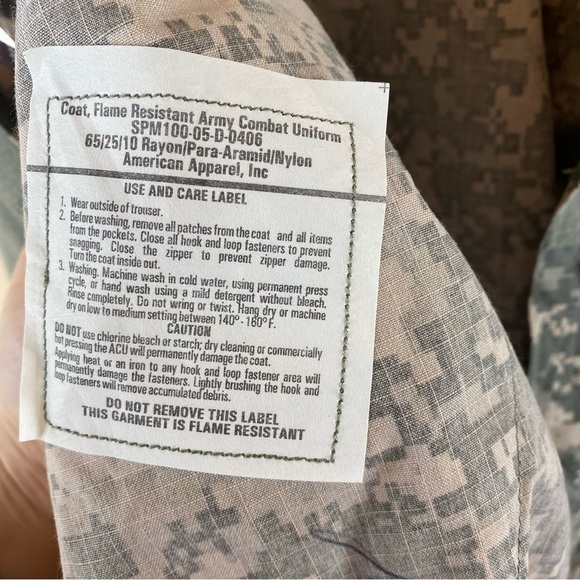 Coat, Flame Resistant Army Combat Uniform
SPM100-05-D-0406
65/25/10 Rayon/Para-Aramid/Nylon
American Apparel, Inc
USE AND CARE LABEL
1. Wear outside of trouser.
2. Before washing, remove all patches from the coat and all items
from the pockets. Close all hook and loop fasteners to prevent
snagging. Close the zipper to prevent zipper damage.
Turn the coat inside out.
3. Washing. Machine wash in cold water, using permanent press
cycle, or hand wash using a mild detergent without bleach.
Rinse completely. Do not wring or twist. Hang dry or machine
dry on low to medium setting between 140° -160°F.
CAUTION
DO NOT use chlorine bleach or starch; dry cleaning or commercially
hot pressing the ACU will permanently damage the coat.
Applying heat or an iron to any hook and loop fastener area will
permanently damage the fasteners. Lightly brushing the hook and
loop fasteners will remove accumulated debris.
DO NOT REMOVE THIS LABEL
THIS GARMENT IS FLAME RESISTANT